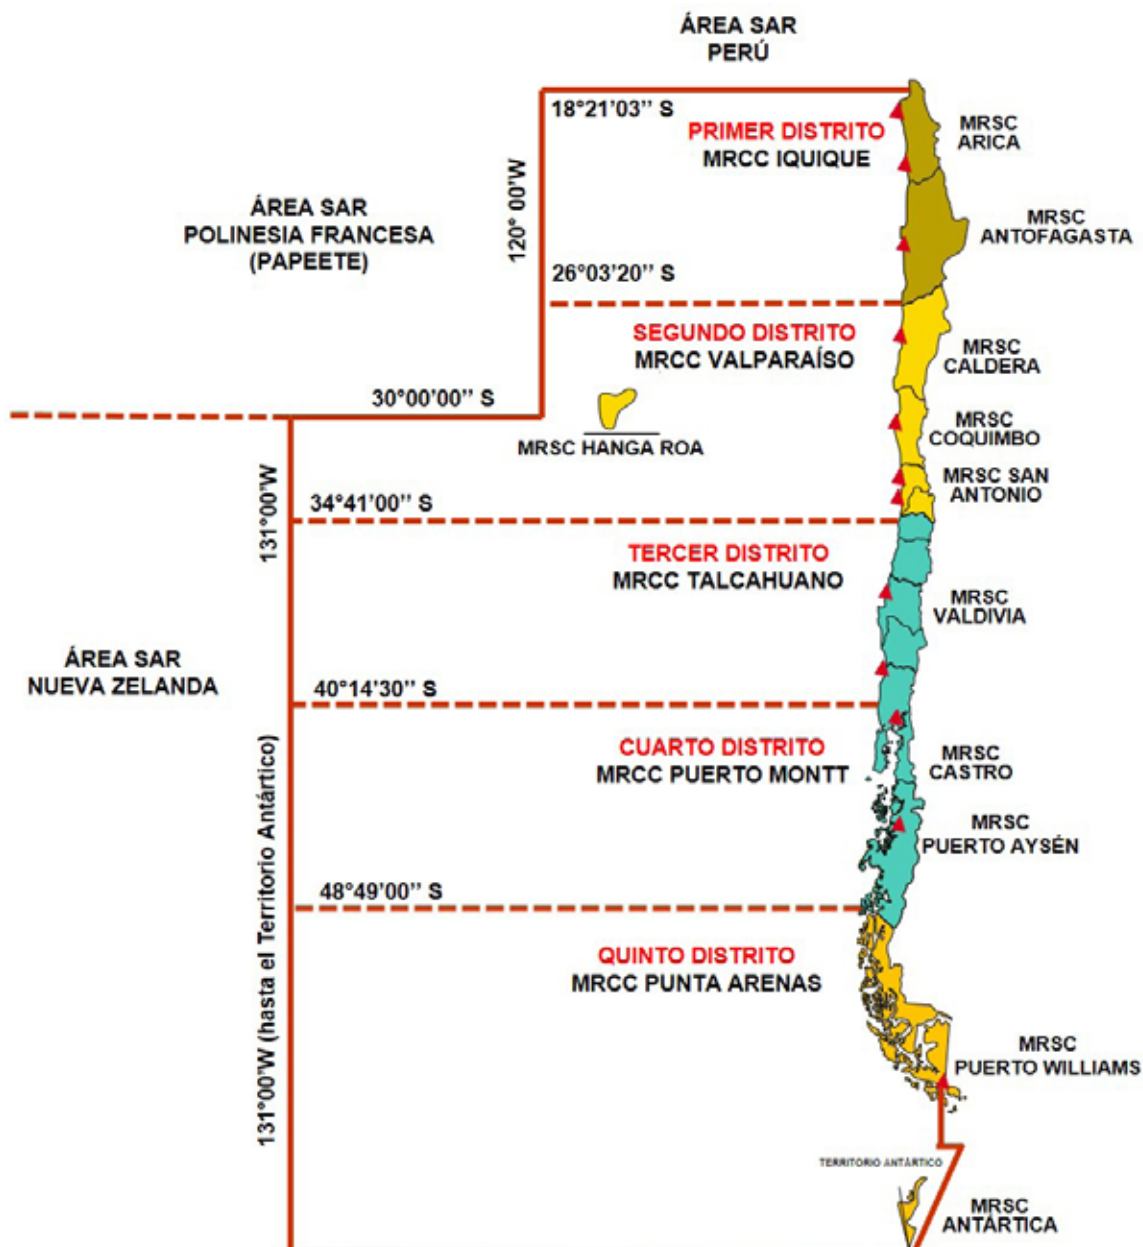 ÁREA SAR
PERÚ
18°21’03’’ S
PRIMER DISTRITO
MRCC IQUIQUE
MRSC
ARICA
120° 00’W
ÁREA SAR
POLINESIA FRANCESA
(PAPEETE)
MRSC
ANTOFAGASTA
26°03’20’’ S
SEGUNDO DISTRITO
MRCC VALPARAÍSO
MRSC
CALDERA
30°00’00’’ S
MRSC HANGA ROA
MRSC
COQUIMBO
MRSC SAN
ANTONIO
131°00’W
34°41’00’’ S
TERCER DISTRITO
MRCC TALCAHUANO
MRSC
VALDIVIA
ÁREA SAR
NUEVA ZELANDA
40°14’30’’ S
CUARTO DISTRITO
MRCC PUERTO MONTT
MRSC
CASTRO
MRSC
PUERTO AYSÉN
131°00’W (hasta el Territorio Antártico)
48°49’00’’ S
QUINTO DISTRITO
MRCC PUNTA ARENAS
MRSC
PUERTO WILLIAMS
TERRITORIO ANTÁRTICO
MRSC
ANTÁRTICA